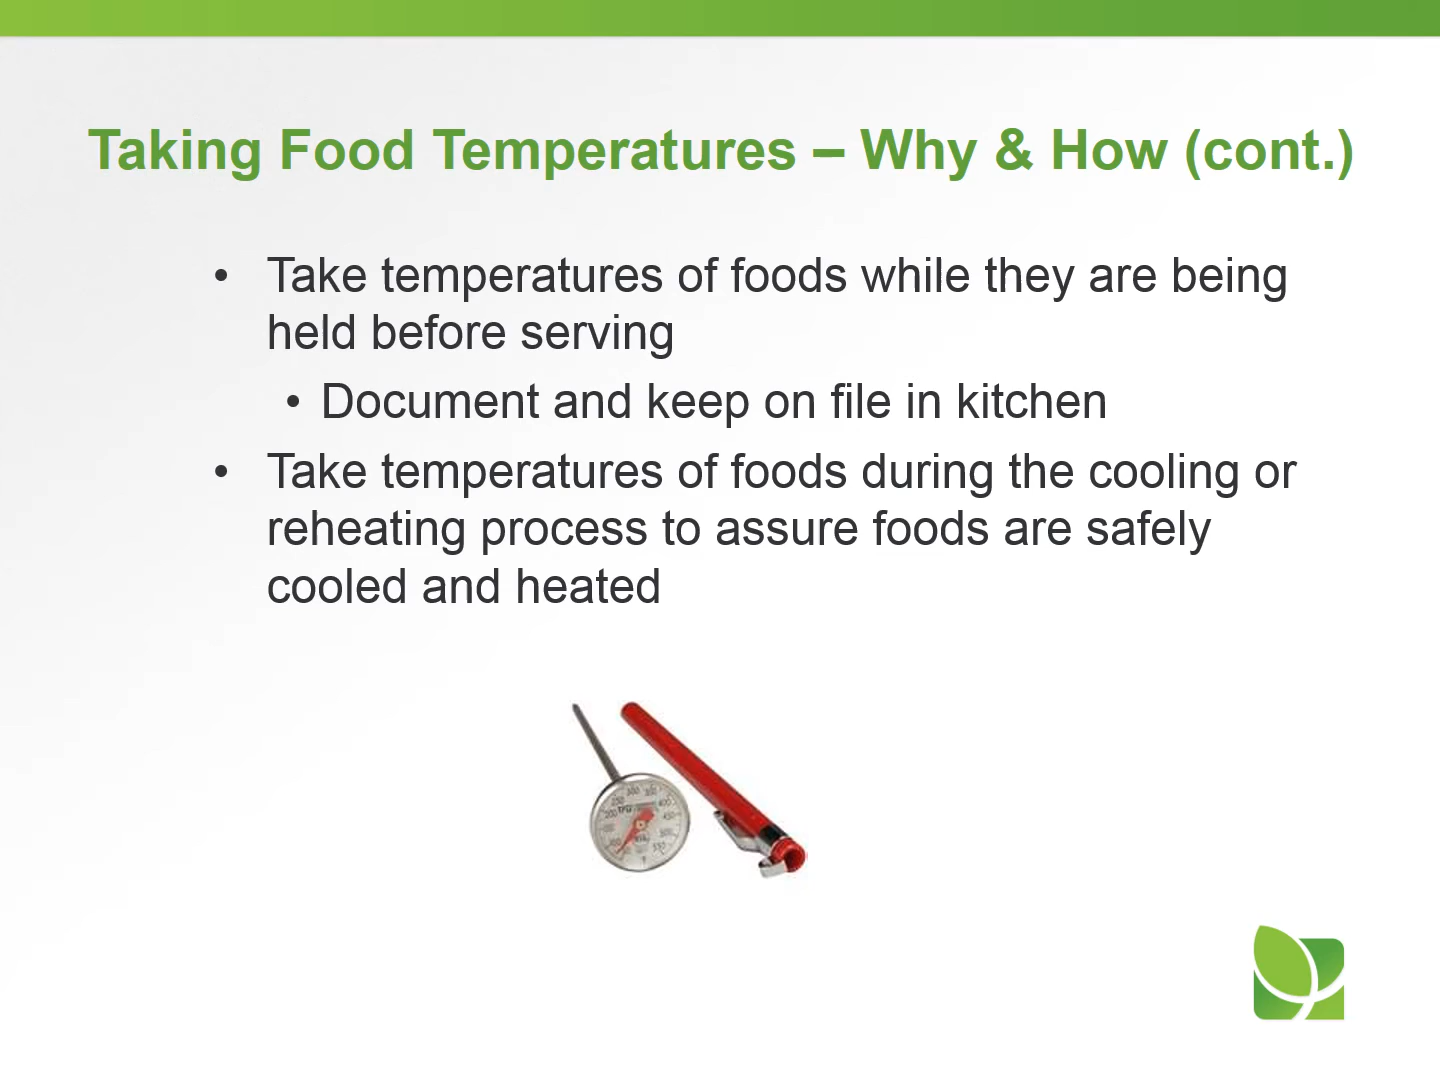 Taking Food Temperatures – Why & How (cont.)
• Take temperatures of foods while they are being
held before serving
• Document and keep on file in kitchen
• Take temperatures of foods during the cooling or
reheating process to assure foods are safely
cooled and heated